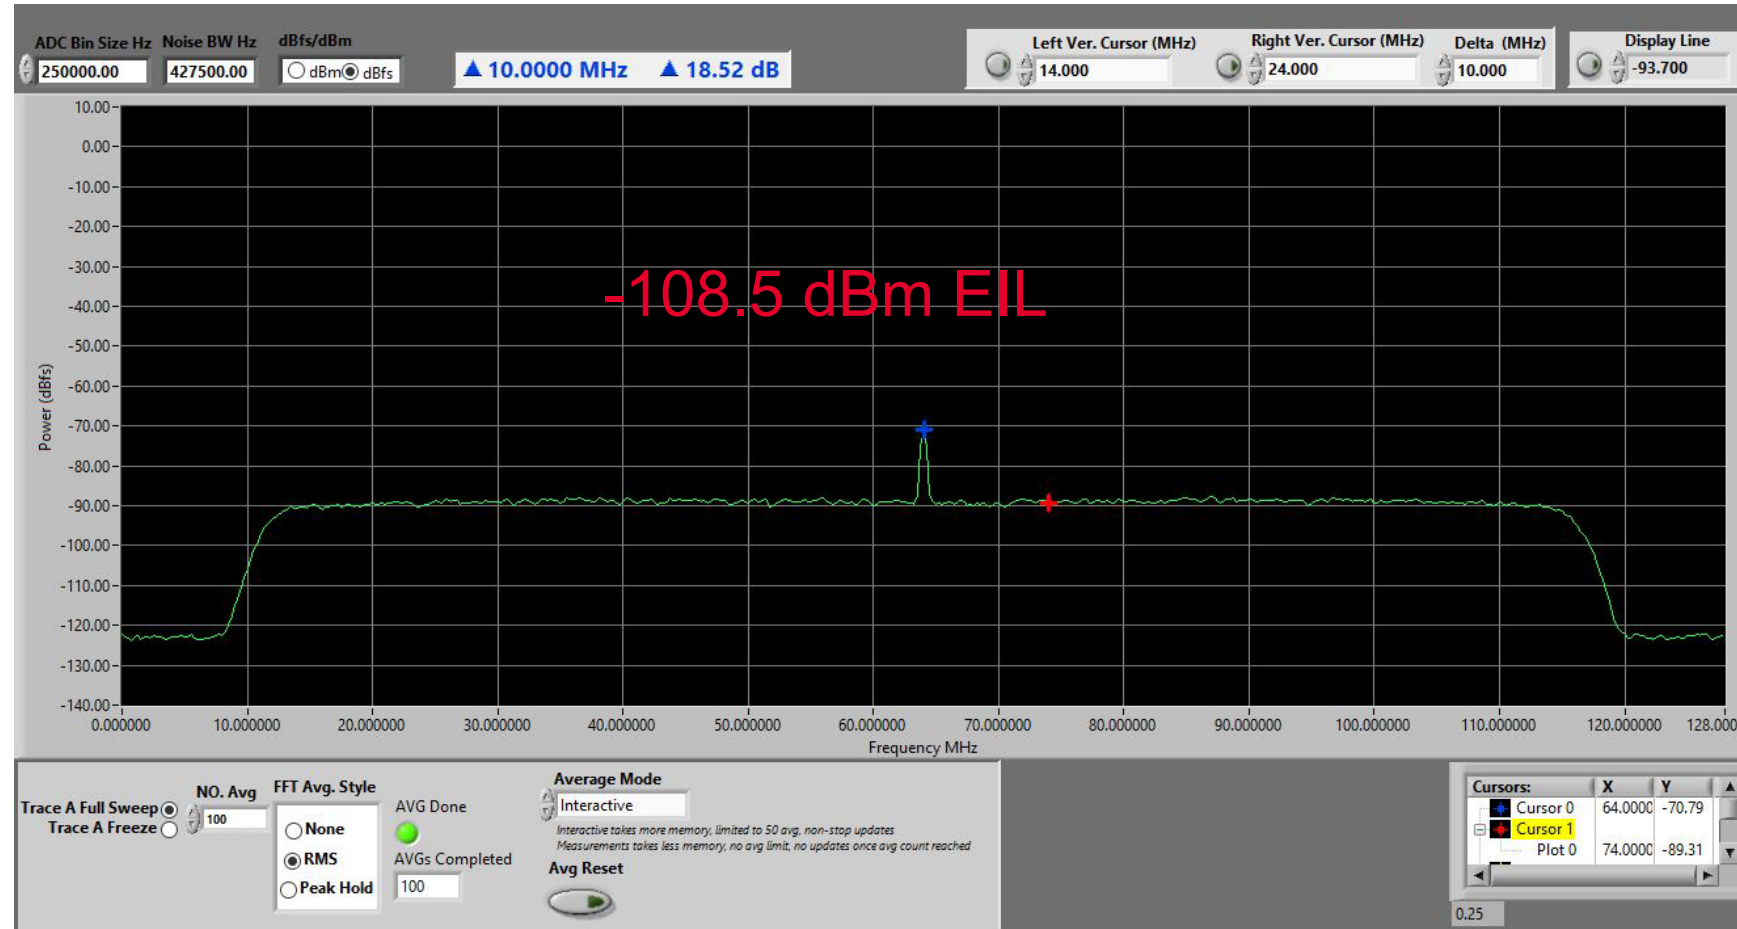 ADC Bin Size Hz Noise BW Hz dBfs/dBm
250000.00 427500.00 dBm dBfs
▲ 10.0000 MHz ▲ 18.52 dB
Left Ver. Cursor (MHz) Right Ver. Cursor (MHz) Delta (MHz) Display Line
14.000 24.000 10.000 -93.700
10.00
0.00
-10.00
-20.00
-30.00
-108.5 dBm EIL
-40.00
-50.00
-60.00
-70.00
-80.00
-90.00
-100.00
-110.00
-120.00
-130.00
-140.00
Power (dBfs)
0.000000 10.000000 20.000000 30.000000 40.000000 50.000000 60.000000 70.000000 80.000000 90.000000 100.000000 110.000000 120.000000 128.000
Frequency MHz
Trace A Full Sweep
Trace A Freeze
NO. Avg
100
FFT Avg. Style
None
RMS
Peak Hold
AVG Done
AVGs Completed
100
Average Mode
Interactive
Interactive takes more memory, limited to 50 avg, non-stop updates
Measurements takes less memory, no avg limit, no updates once avg count reached
Avg Reset
Cursors: X Y
Cursor 0 64.0000 -70.79
Cursor 1
Plot 0 74.0000 -89.31
0.25